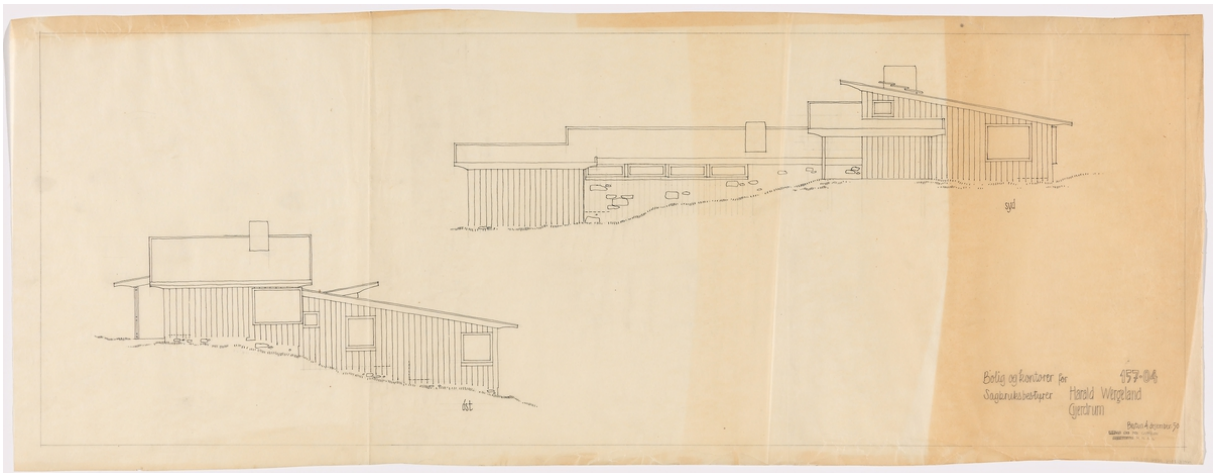 syd
øst
Bolig og kontorer for 157-04
Sagbruksbestyrer Harald Wergeland
Gjerdrum